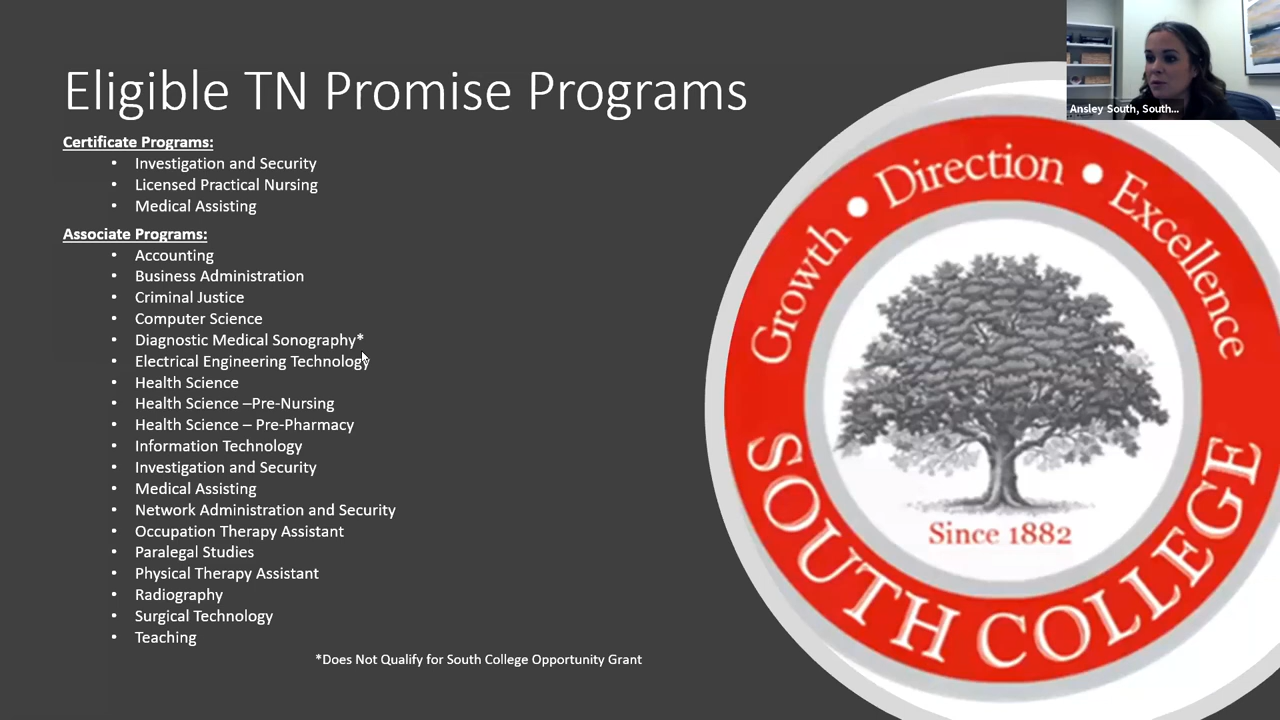 Eligible TN Promise Programs
Certificate Programs:
• Investigation and Security
• Licensed Practical Nursing
• Medical Assisting
Associate Programs:
• Accounting
• Business Administration
• Criminal Justice
• Computer Science
• Diagnostic Medical Sonography*
• Electrical Engineering Technology
• Health Science
• Health Science –Pre-Nursing
• Health Science – Pre-Pharmacy
• Information Technology
• Investigation and Security
• Medical Assisting
• Network Administration and Security
• Occupation Therapy Assistant
• Paralegal Studies
• Physical Therapy Assistant
• Radiography
• Surgical Technology
• Teaching
*Does Not Qualify for South College Opportunity Grant
Ansley South, South...
Growth • Direction • Excellence
Since 1882
SOUTH COLLEGE